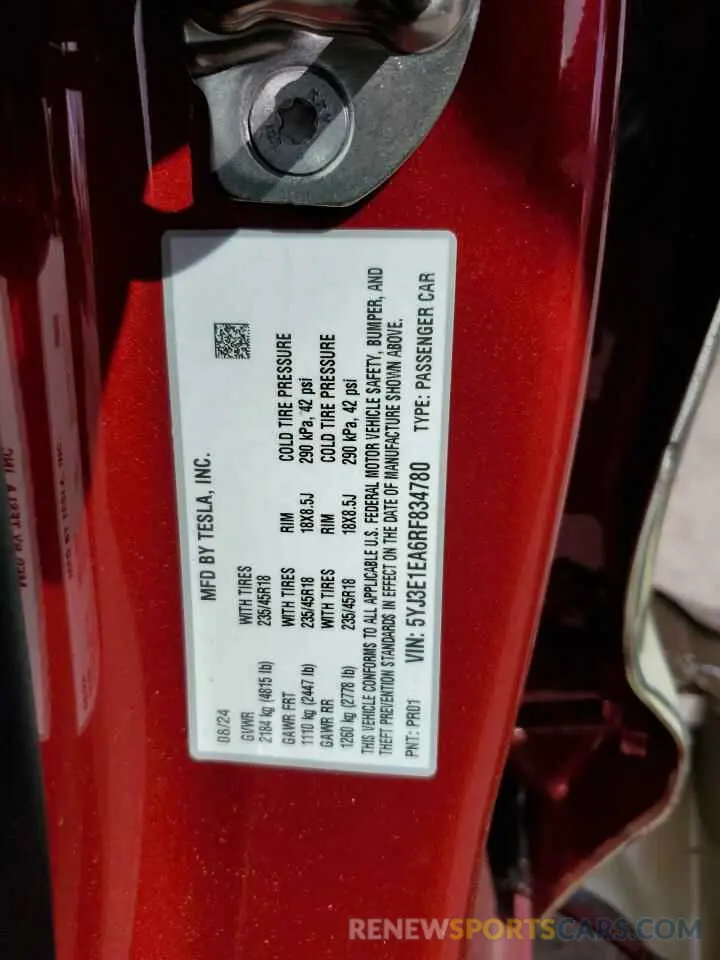 MFD BY TESLA, INC.
08/24
GVWR WITH TIRES
2184 kg (4815 lb) 235/45R18
GAWR FRT WITH TIRES RIM COLD TIRE PRESSURE
1110 kg (2447 lb) 235/45R18 18X8.5J 290 kPa, 42 psi
GAWR RR WITH TIRES RIM COLD TIRE PRESSURE
1260 kg (2778 lb) 235/45R18 18X8.5J 290 kPa, 42 psi
THIS VEHICLE CONFORMS TO ALL APPLICABLE U.S. FEDERAL MOTOR VEHICLE SAFETY, BUMPER, AND
THEFT PREVENTION STANDARDS IN EFFECT ON THE DATE OF MANUFACTURE SHOWN ABOVE.
PNT: PR01 VIN: 5YJ3E1EA6RF834780 TYPE: PASSENGER CAR
RENEWSPORTSCARS.COM